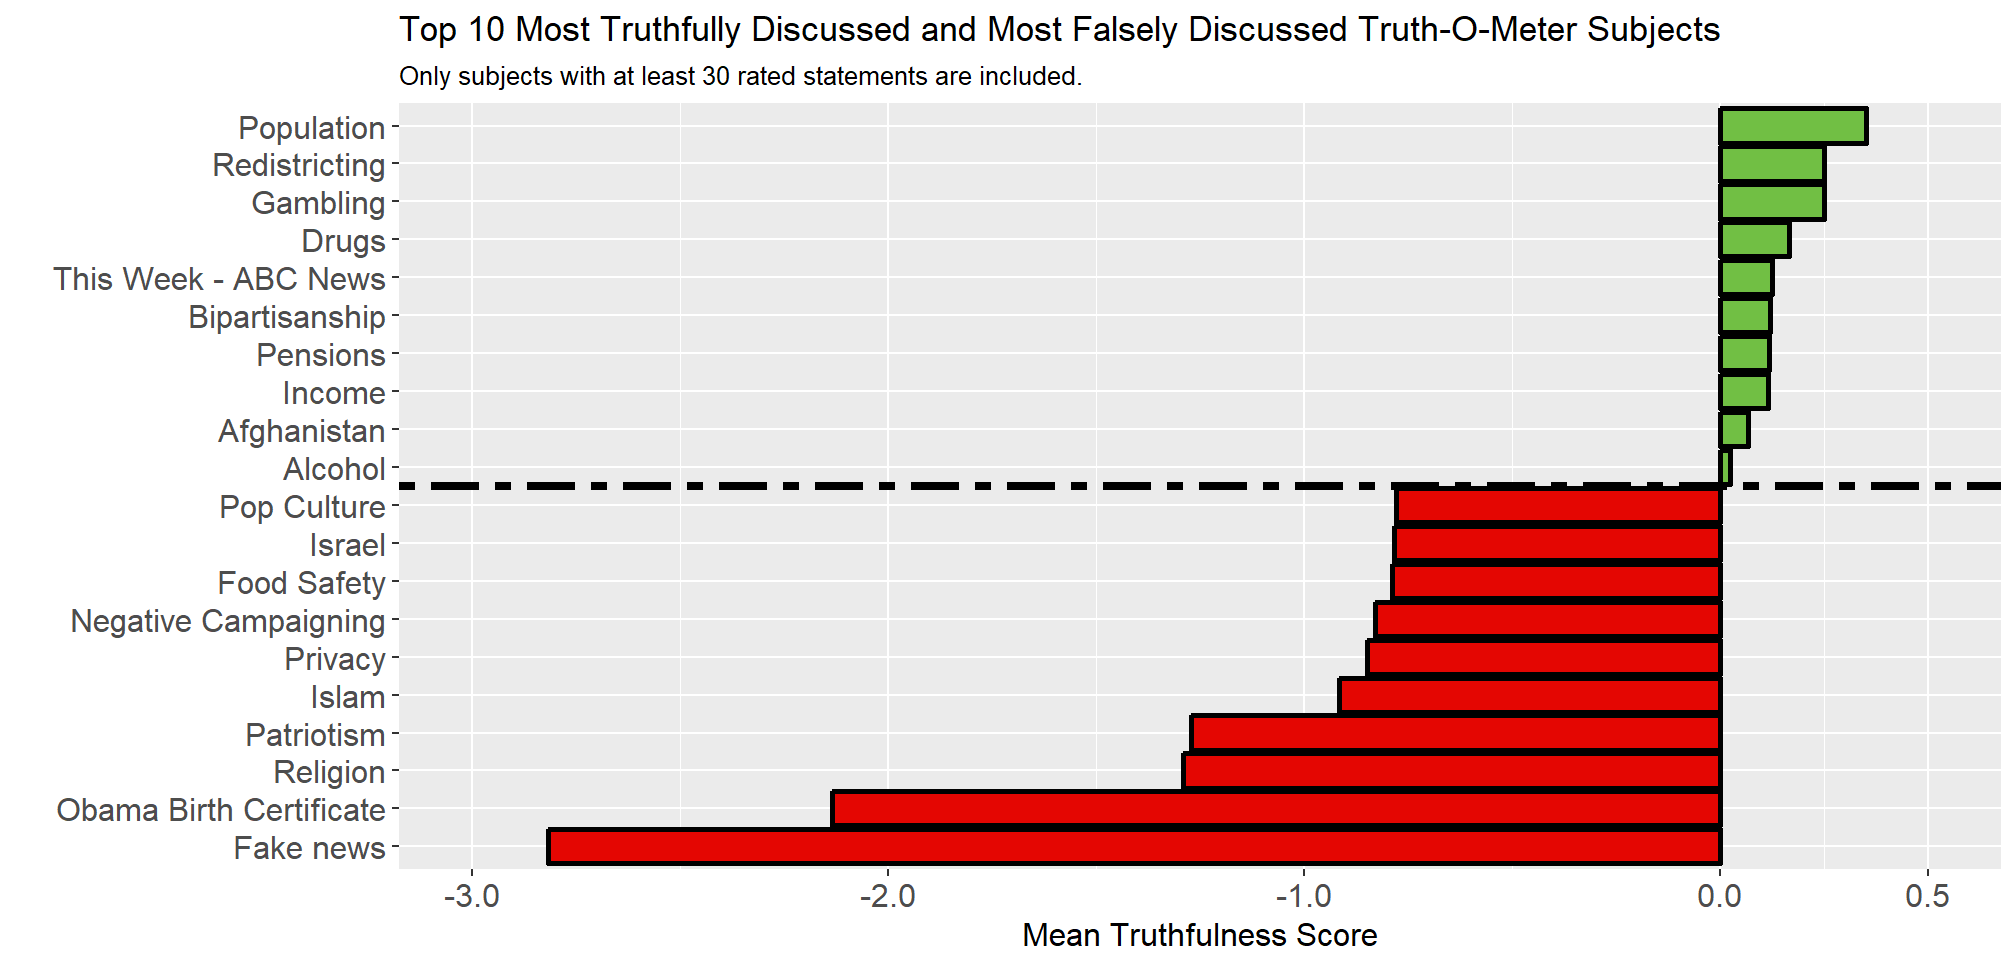 Top 10 Most Truthfully Discussed and Most Falsely Discussed Truth-O-Meter Subjects
Only subjects with at least 30 rated statements are included.
Population
Redistricting
Gambling
Drugs
This Week - ABC News
Bipartisanship
Pensions
Income
Afghanistan
Alcohol
Pop Culture
Israel
Food Safety
Negative Campaigning
Privacy
Islam
Patriotism
Religion
Obama Birth Certificate
Fake news
-3.0 -2.0 -1.0 0.0 0.5
Mean Truthfulness Score